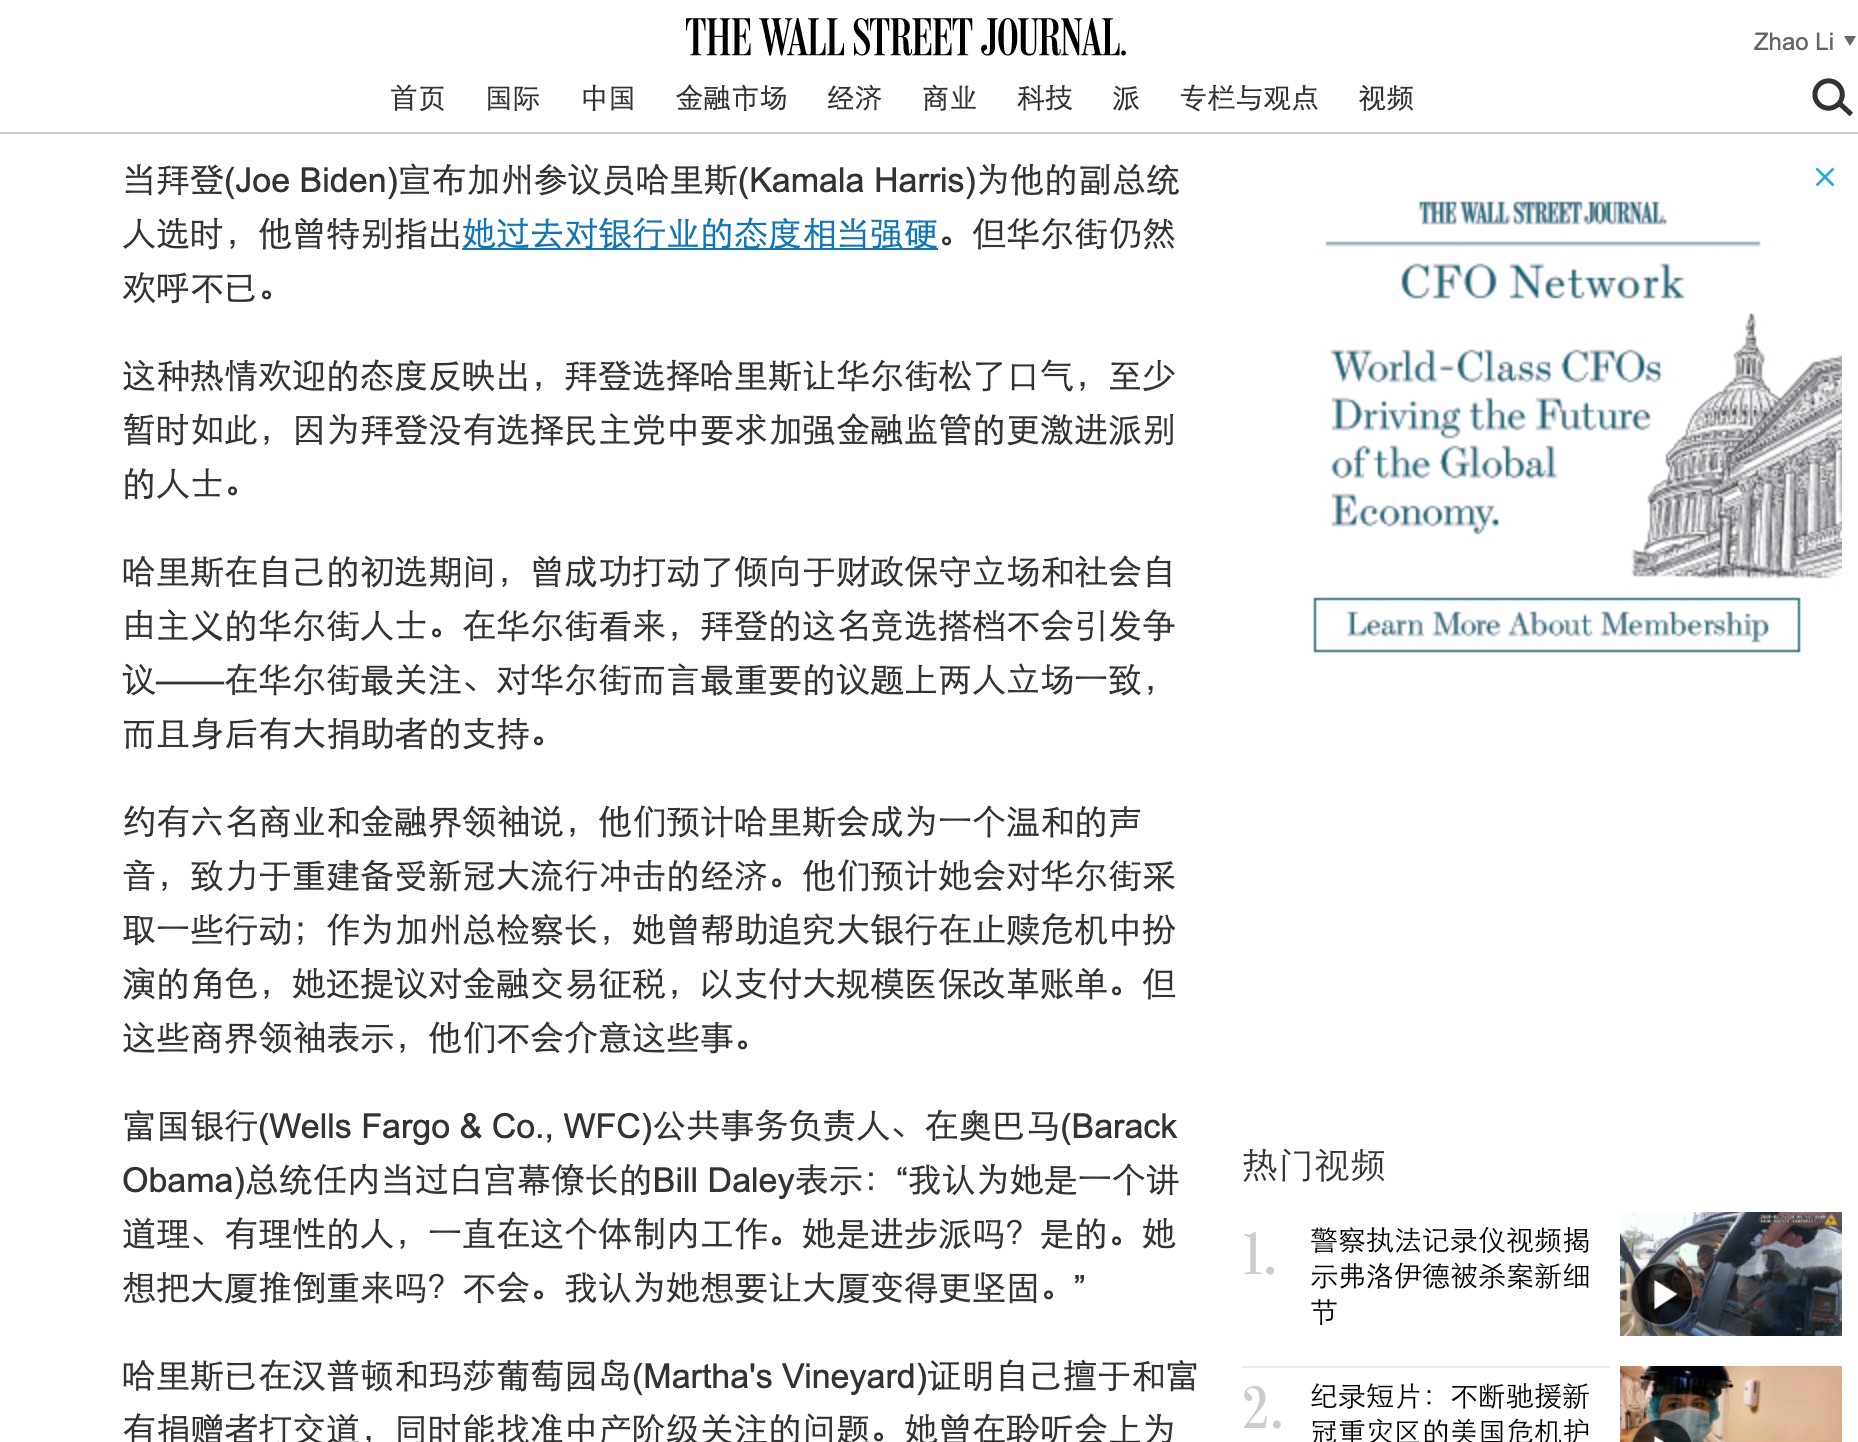 THE WALL STREET JOURNAL.
Zhao Li
首页 国际 中国 金融市场 经济 商业 科技 派 专栏与观点 视频
当拜登(Joe Biden)宣布加州参议员哈里斯(Kamala Harris)为他的副总统
人选时，他曾特别指出她过去对银行业的态度相当强硬。但华尔街仍然
欢呼不已。
这种热情欢迎的态度反映出，拜登选择哈里斯让华尔街松了口气，至少
暂时如此，因为拜登没有选择民主党中要求加强金融监管的更激进派别
的人士。
哈里斯在自己的初选期间，曾成功打动了倾向于财政保守立场和社会自
由主义的华尔街人士。在华尔街看来，拜登的这名竞选搭档不会引发争
议——在华尔街最关注、对华尔街而言最重要的议题上两人立场一致，
而且身后有大捐助者的支持。
约有六名商业和金融界领袖说，他们预计哈里斯会成为一个温和的声
音，致力于重建备受新冠大流行冲击的经济。他们预计她会对华尔街采
取一些行动；作为加州总检察长，她曾帮助追究大银行在止赎危机中扮
演的角色，她还提议对金融交易征税，以支付大规模医保改革账单。但
这些商界领袖表示，他们不会介意这些事。
富国银行(Wells Fargo & Co., WFC)公共事务负责人、在奥巴马(Barack
Obama)总统任内当过白宫幕僚长的Bill Daley表示：“我认为她是一个讲
道理、有理性的人，一直在这个体制内工作。她是进步派吗？是的。她
想把大厦推倒重来吗？不会。我认为她想要让大厦变得更坚固。”
哈里斯已在汉普顿和玛莎葡萄园岛(Martha's Vineyard)证明自己擅于和富
有捐赠者打交道，同时能找准中产阶级关注的问题。她曾在聆听会上为
THE WALL STREET JOURNAL.
CFO Network
World-Class CFOs
Driving the Future
of the Global
Economy.
Learn More About Membership
热门视频
1.
警察执法记录仪视频揭
示弗洛伊德被杀案新细
节
2.
纪录短片：不断驰援新
冠重灾区的美国危机护